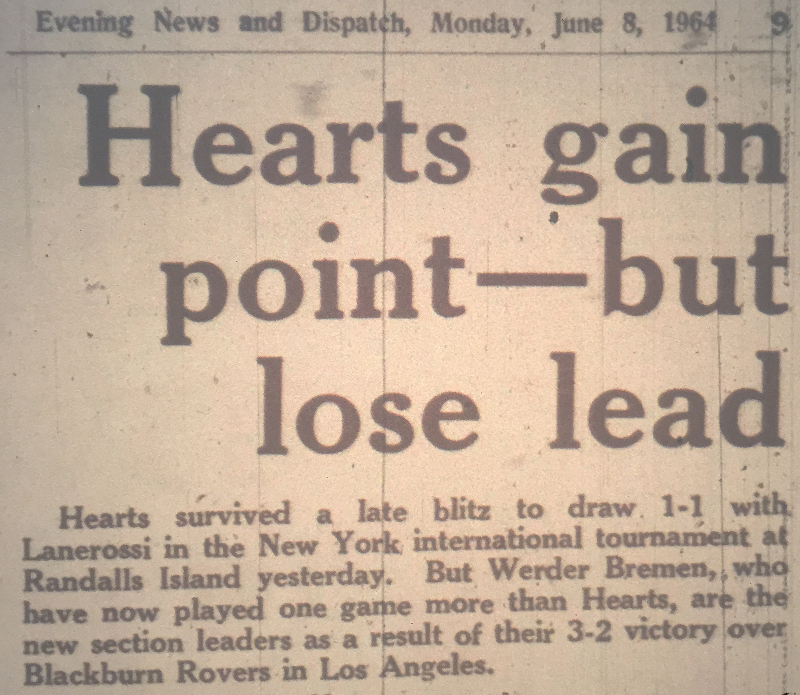 Evening News and Dispatch, Monday, June 8, 1964 9
Hearts gain
point—but
lose lead
Hearts survived a late blitz to draw 1-1 with
Lanerossi in the New York international tournament at
Randalls Island yesterday. But Werder Bremen, who
have now played one game more than Hearts, are the
new section leaders as a result of their 3-2 victory over
Blackburn Rovers in Los Angeles.